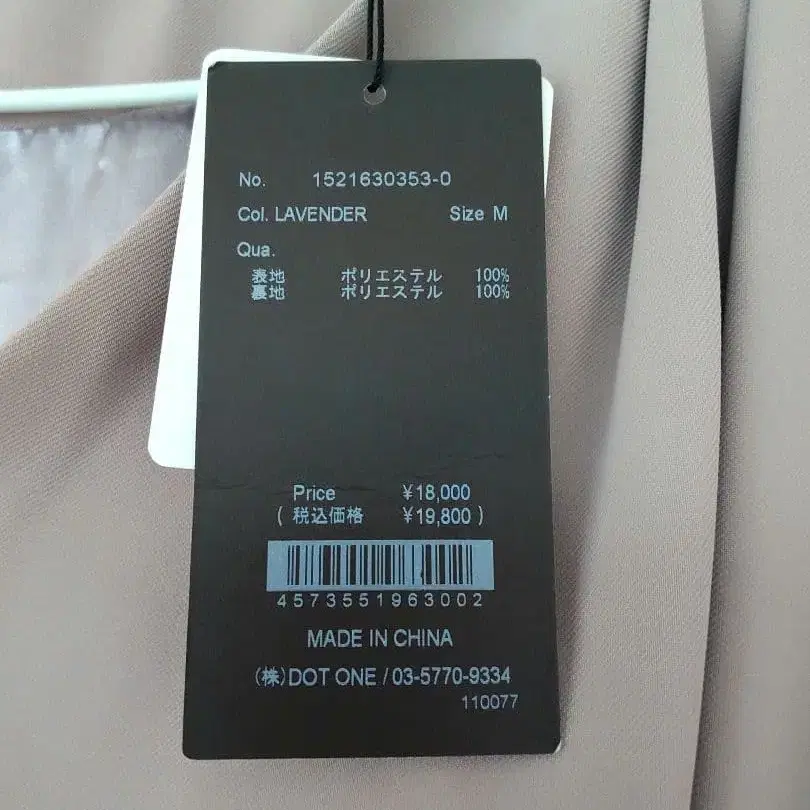 No. 1521630353-0
Col. LAVENDER Size M
Qua.
表地 ポリエステル 100%
裏地 ポリエステル 100%
Price ¥18,000
( 税込価格 ¥19,800 )
4573551963002
MADE IN CHINA
(株)DOT ONE / 03-5770-9334
110077